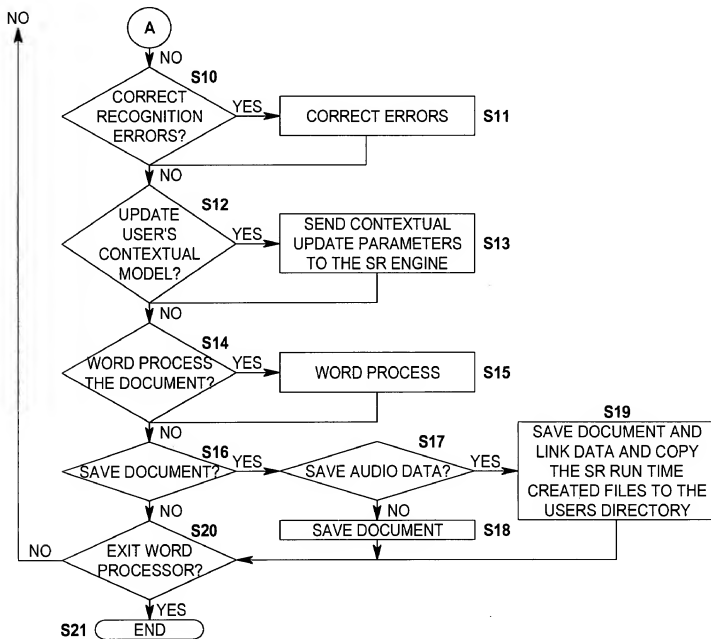 NO
A
NO
S10
CORRECT
RECOGNITION
ERRORS?
YES
CORRECT ERRORS
S11
NO
S12
UPDATE
USER'S
CONTEXTUAL
MODEL?
YES
SEND CONTEXTUAL
UPDATE PARAMETERS
TO THE SR ENGINE
S13
NO
S14
WORD PROCESS
THE DOCUMENT?
YES
WORD PROCESS
S15
NO
S16
SAVE DOCUMENT?
YES
S17
SAVE AUDIO DATA?
YES
S19
SAVE DOCUMENT AND
LINK DATA AND COPY
THE SR RUN TIME
CREATED FILES TO THE
USERS DIRECTORY
NO
SAVE DOCUMENT
S18
NO
S20
NO
EXIT WORD
PROCESSOR?
YES
S21
END